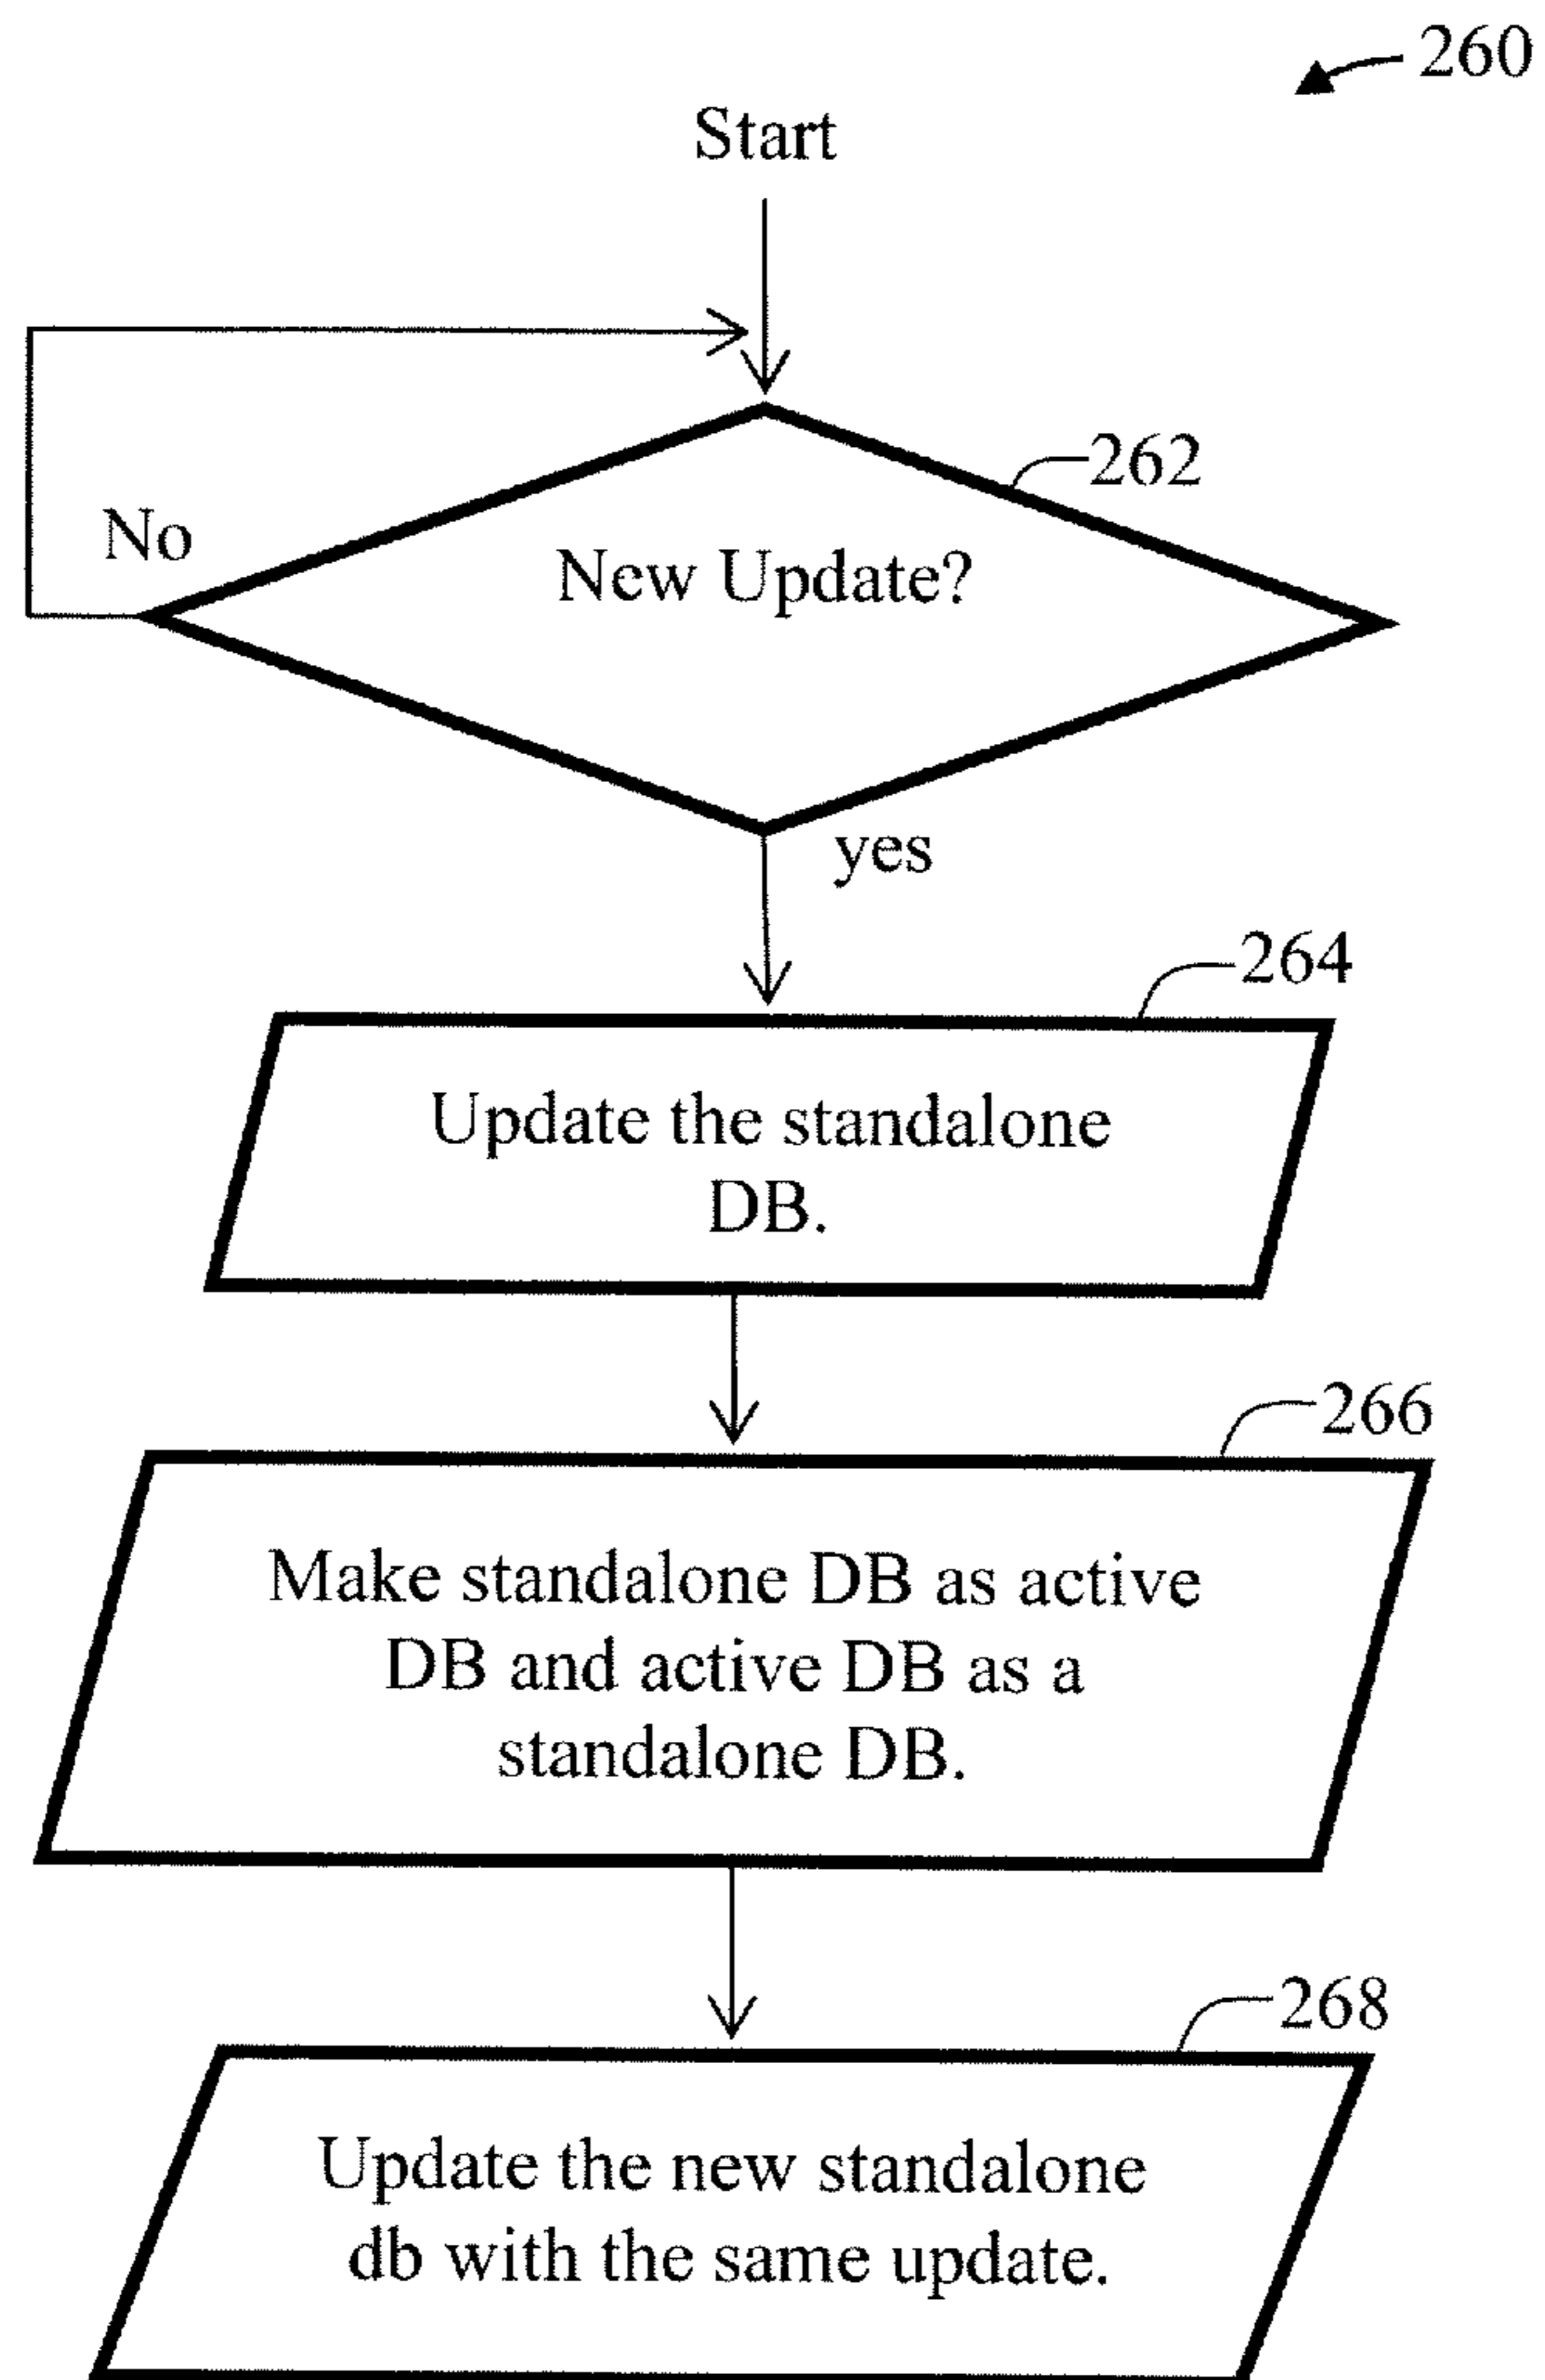 260
Start
262
No
New Update?
yes
264
Update the standalone
DB.
266
Make standalone DB as active
DB and active DB as a
standalone DB.
268
Update the new standalone
db with the same update.